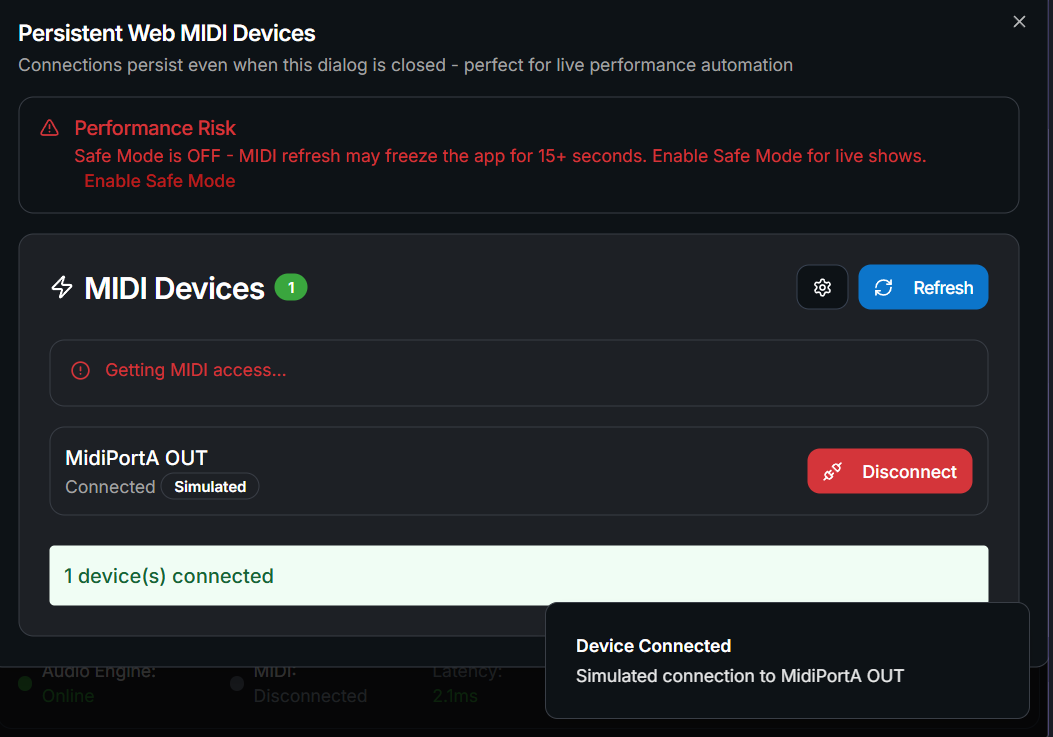 Persistent Web MIDI Devices
Connections persist even when this dialog is closed - perfect for live performance automation
Performance Risk
Safe Mode is OFF - MIDI refresh may freeze the app for 15+ seconds. Enable Safe Mode for live shows.
Enable Safe Mode
MIDI Devices 1
Refresh
Getting MIDI access...
MidiPortA OUT
Connected Simulated
Disconnect
1 device(s) connected
Device Connected
Simulated connection to MidiPortA OUT
Audio Engine: MIDI: Latency:
Online Disconnected 2.1ms